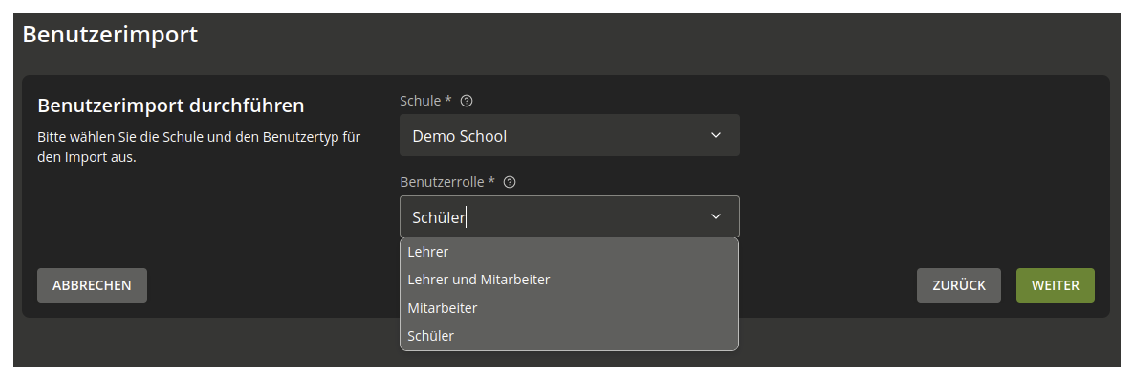 Benutzerimport
Benutzerimport durchführen
Bitte wählen Sie die Schule und den Benutzertyp für
den Import aus.
Schule *
Demo School
Benutzerrolle *
Schüler
Lehrer
Lehrer und Mitarbeiter
Mitarbeiter
Schüler
ABBRECHEN
ZURÜCK
WEITER